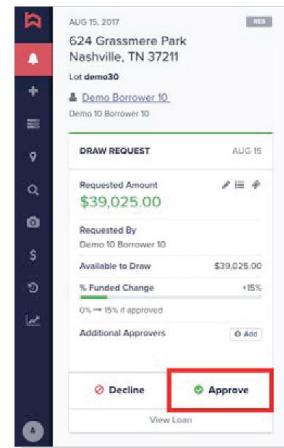 AUG 15, 2017 RES
624 Grassmere Park
Nashville, TN 37211
Lot demo30
Demo Borrower 10
Demo 10 Borrower 10
DRAW REQUEST AUG 15
Requested Amount
$39,025.00
Requested By
Demo 10 Borrower 10
Available to Draw $39,025.00
% Funded Change +15%
0% → 15% if approved
Additional Approvers Add
Decline Approve
View Loan